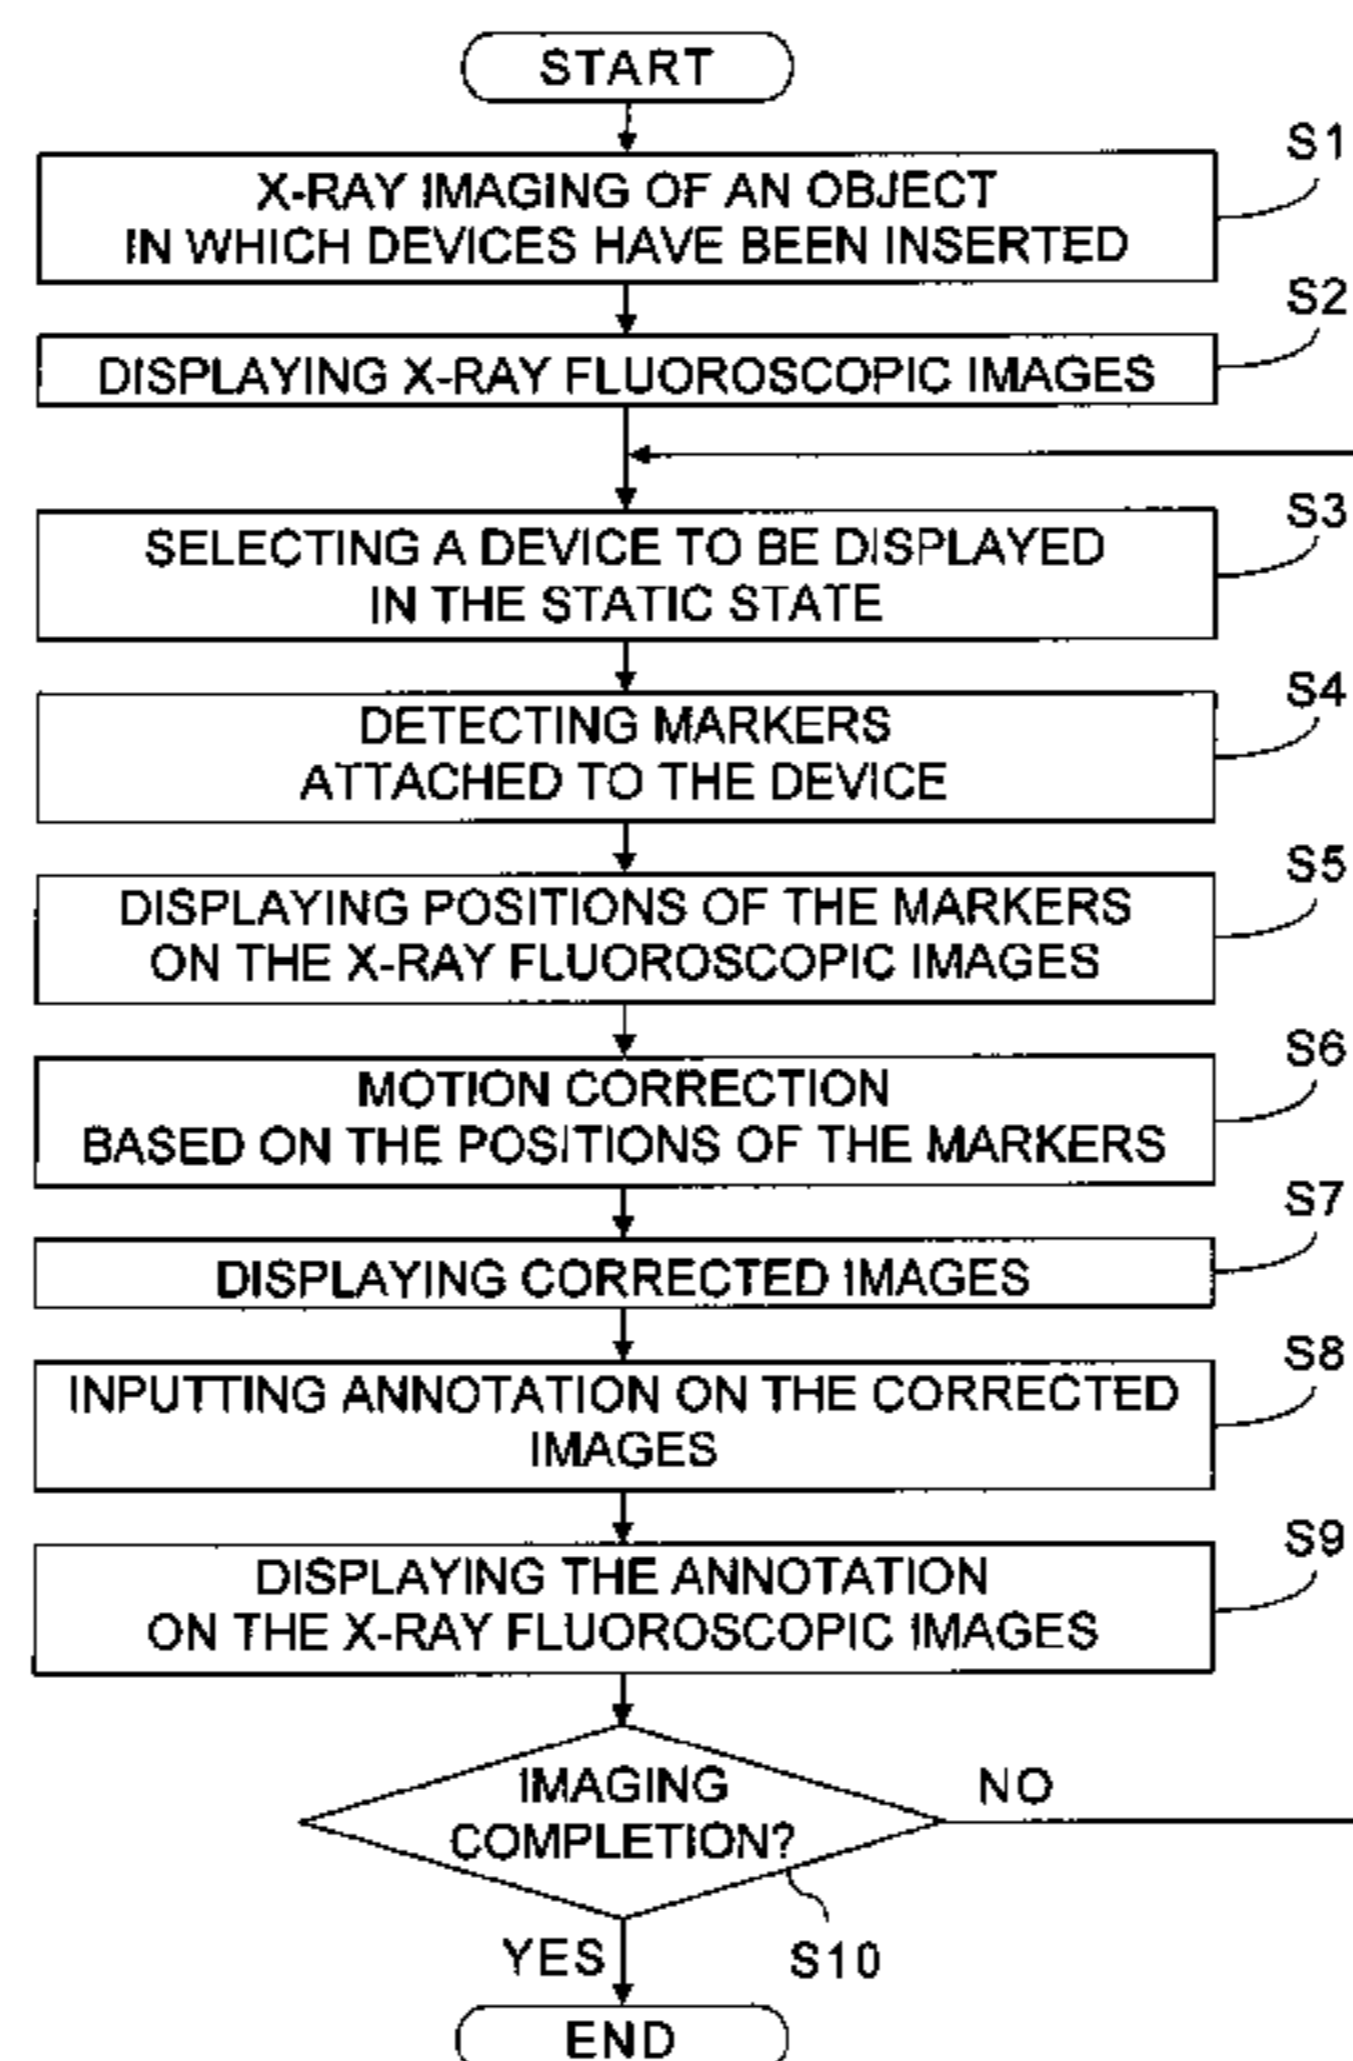 START
S1
X-RAY IMAGING OF AN OBJECT
IN WHICH DEVICES HAVE BEEN INSERTED
S2
DISPLAYING X-RAY FLUOROSCOPIC IMAGES
S3
SELECTING A DEVICE TO BE DISPLAYED
IN THE STATIC STATE
S4
DETECTING MARKERS
ATTACHED TO THE DEVICE
S5
DISPLAYING POSITIONS OF THE MARKERS
ON THE X-RAY FLUOROSCOPIC IMAGES
S6
MOTION CORRECTION
BASED ON THE POSITIONS OF THE MARKERS
S7
DISPLAYING CORRECTED IMAGES
S8
INPUTTING ANNOTATION ON THE CORRECTED
IMAGES
S9
DISPLAYING THE ANNOTATION
ON THE X-RAY FLUOROSCOPIC IMAGES
IMAGING
COMPLETION?
NO
YES
S10
END